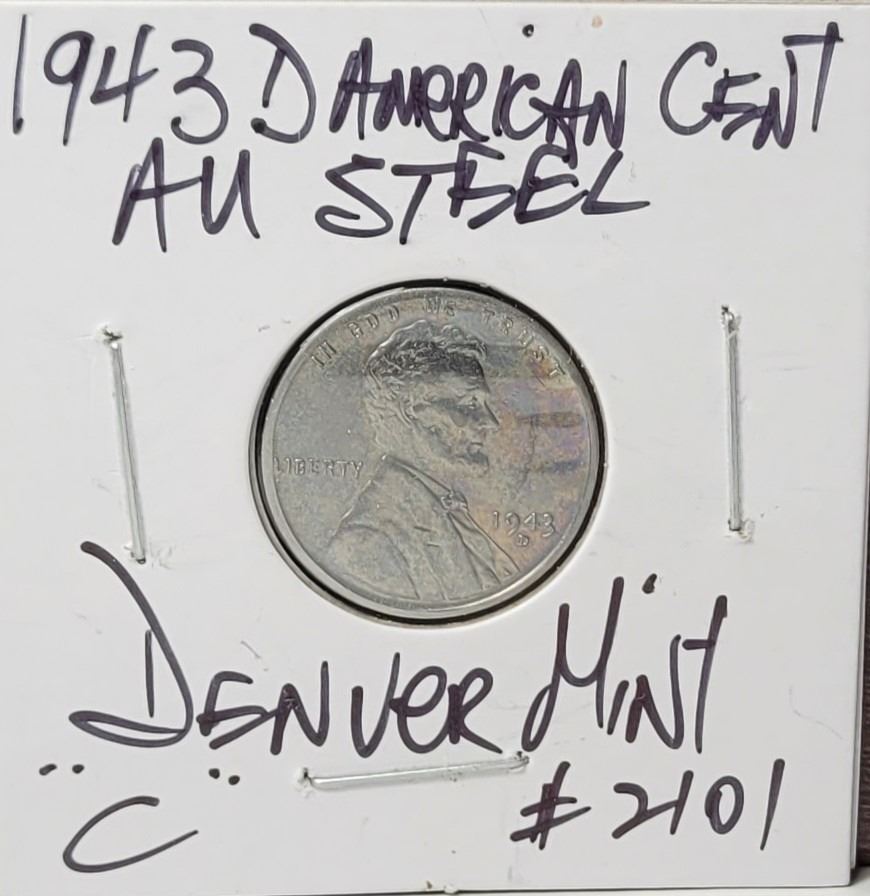 1943 D AMERICAN CENT
AU STEEL
IN GOD WE TRUST
LIBERTY
1943
D
DENVER MINT
"C" #2101